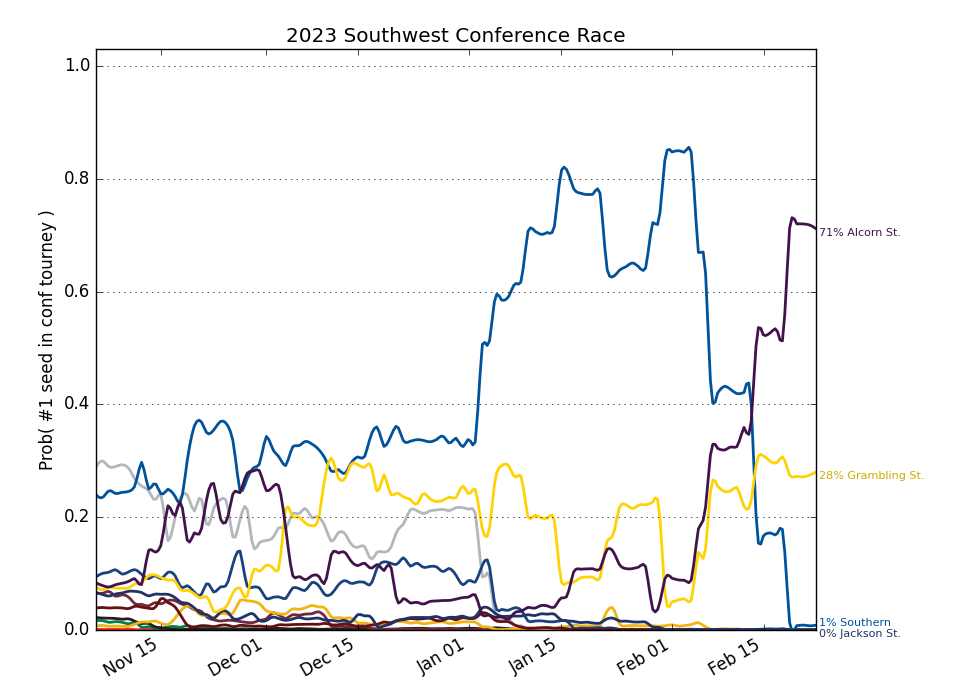 2023 Southwest Conference Race
Prob( #1 seed in conf tourney )
1.0
0.8
0.6
0.4
0.2
0.0
Nov 15
Dec 01
Dec 15
Jan 01
Jan 15
Feb 01
Feb 15
71% Alcorn St.
28% Grambling St.
1% Southern
0% Jackson St.